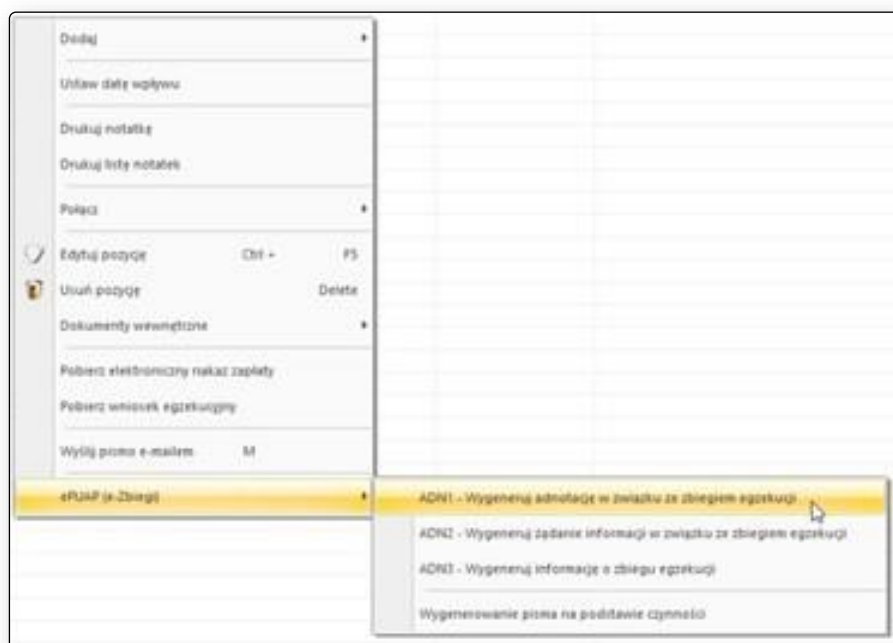 Dodaj
Ustaw datę wpływu
Drukuj notatkę
Drukuj listę notatek
Połącz
Edytuj pozycje Ctrl + F5
Usuń pozycje Delete
Dokumenty wewnętrzne
Pobierz elektroniczny nakaz zapłaty
Pobierz wniosek egzekucyjny
Wyślij pismo e-mailem M
ePUAP (e-Zbiegi)
ADN1 - Wygeneruj adnotację w związku ze zbiegiem egzekucji
ADN2 - Wygeneruj żądanie informacji w związku ze zbiegiem egzekucji
ADN3 - Wygeneruj informację o zbiegu egzekucji
Wygenerowanie pisma na podstawie czynności